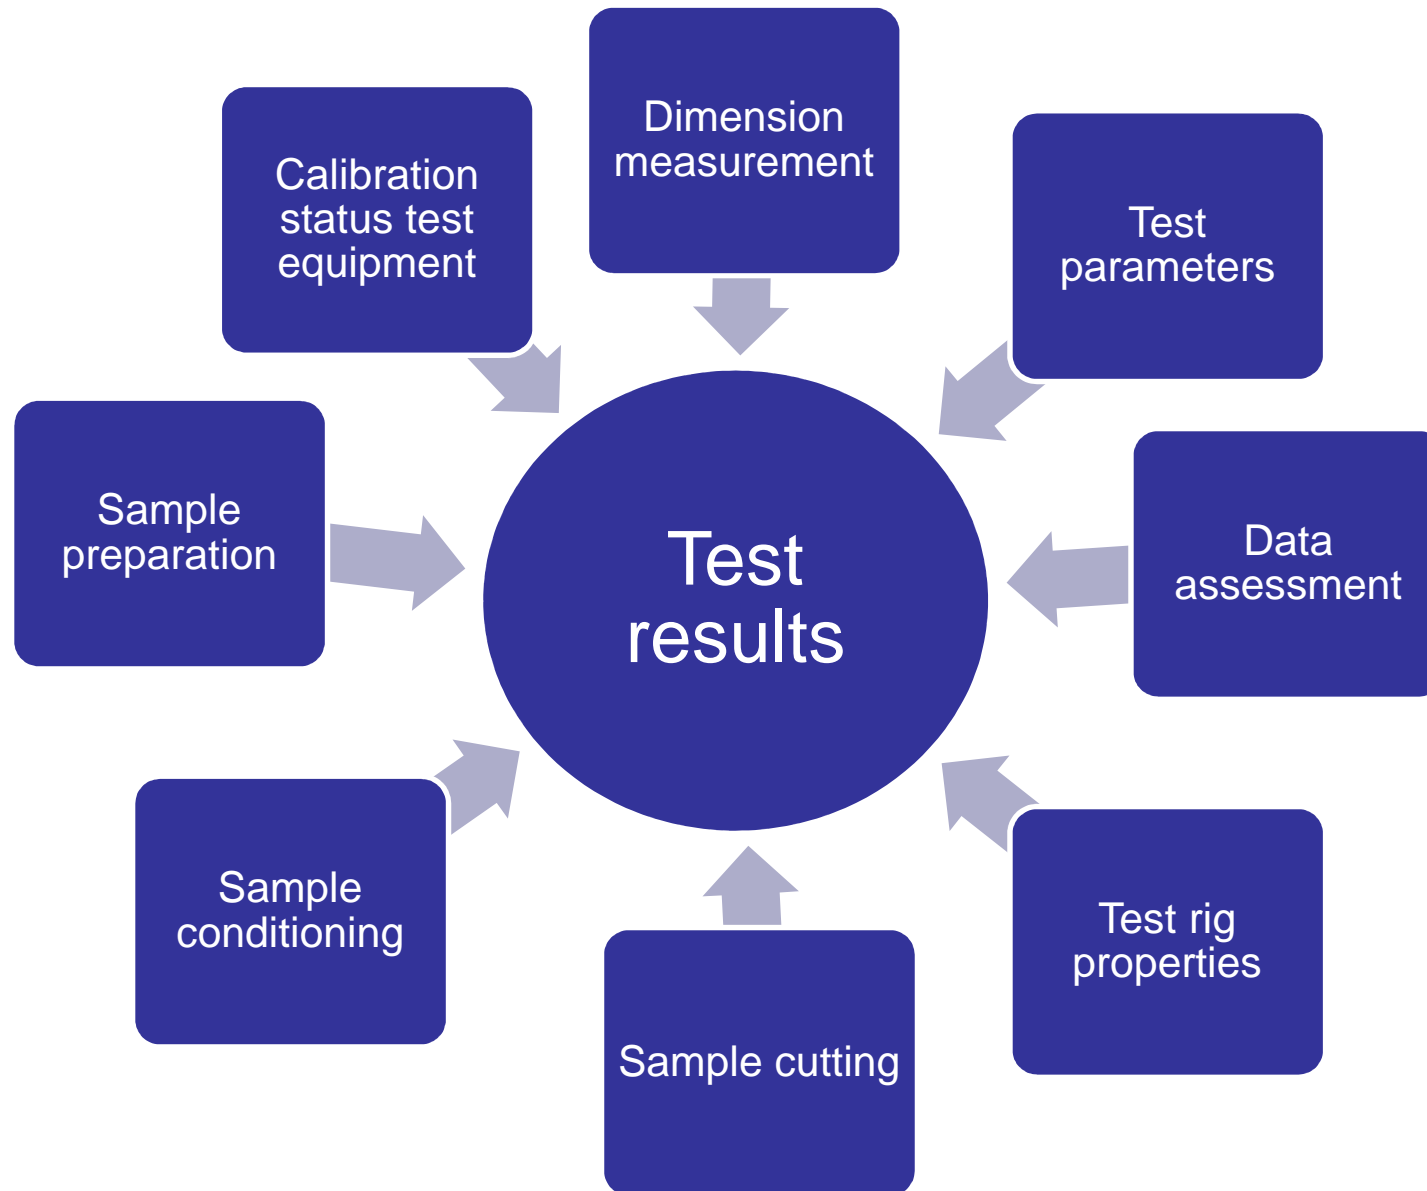 Dimension
measurement
Calibration
status test
equipment
Test
parameters
Sample
preparation
Test
results
Data
assessment
Sample
conditioning
Test rig
properties
Sample cutting